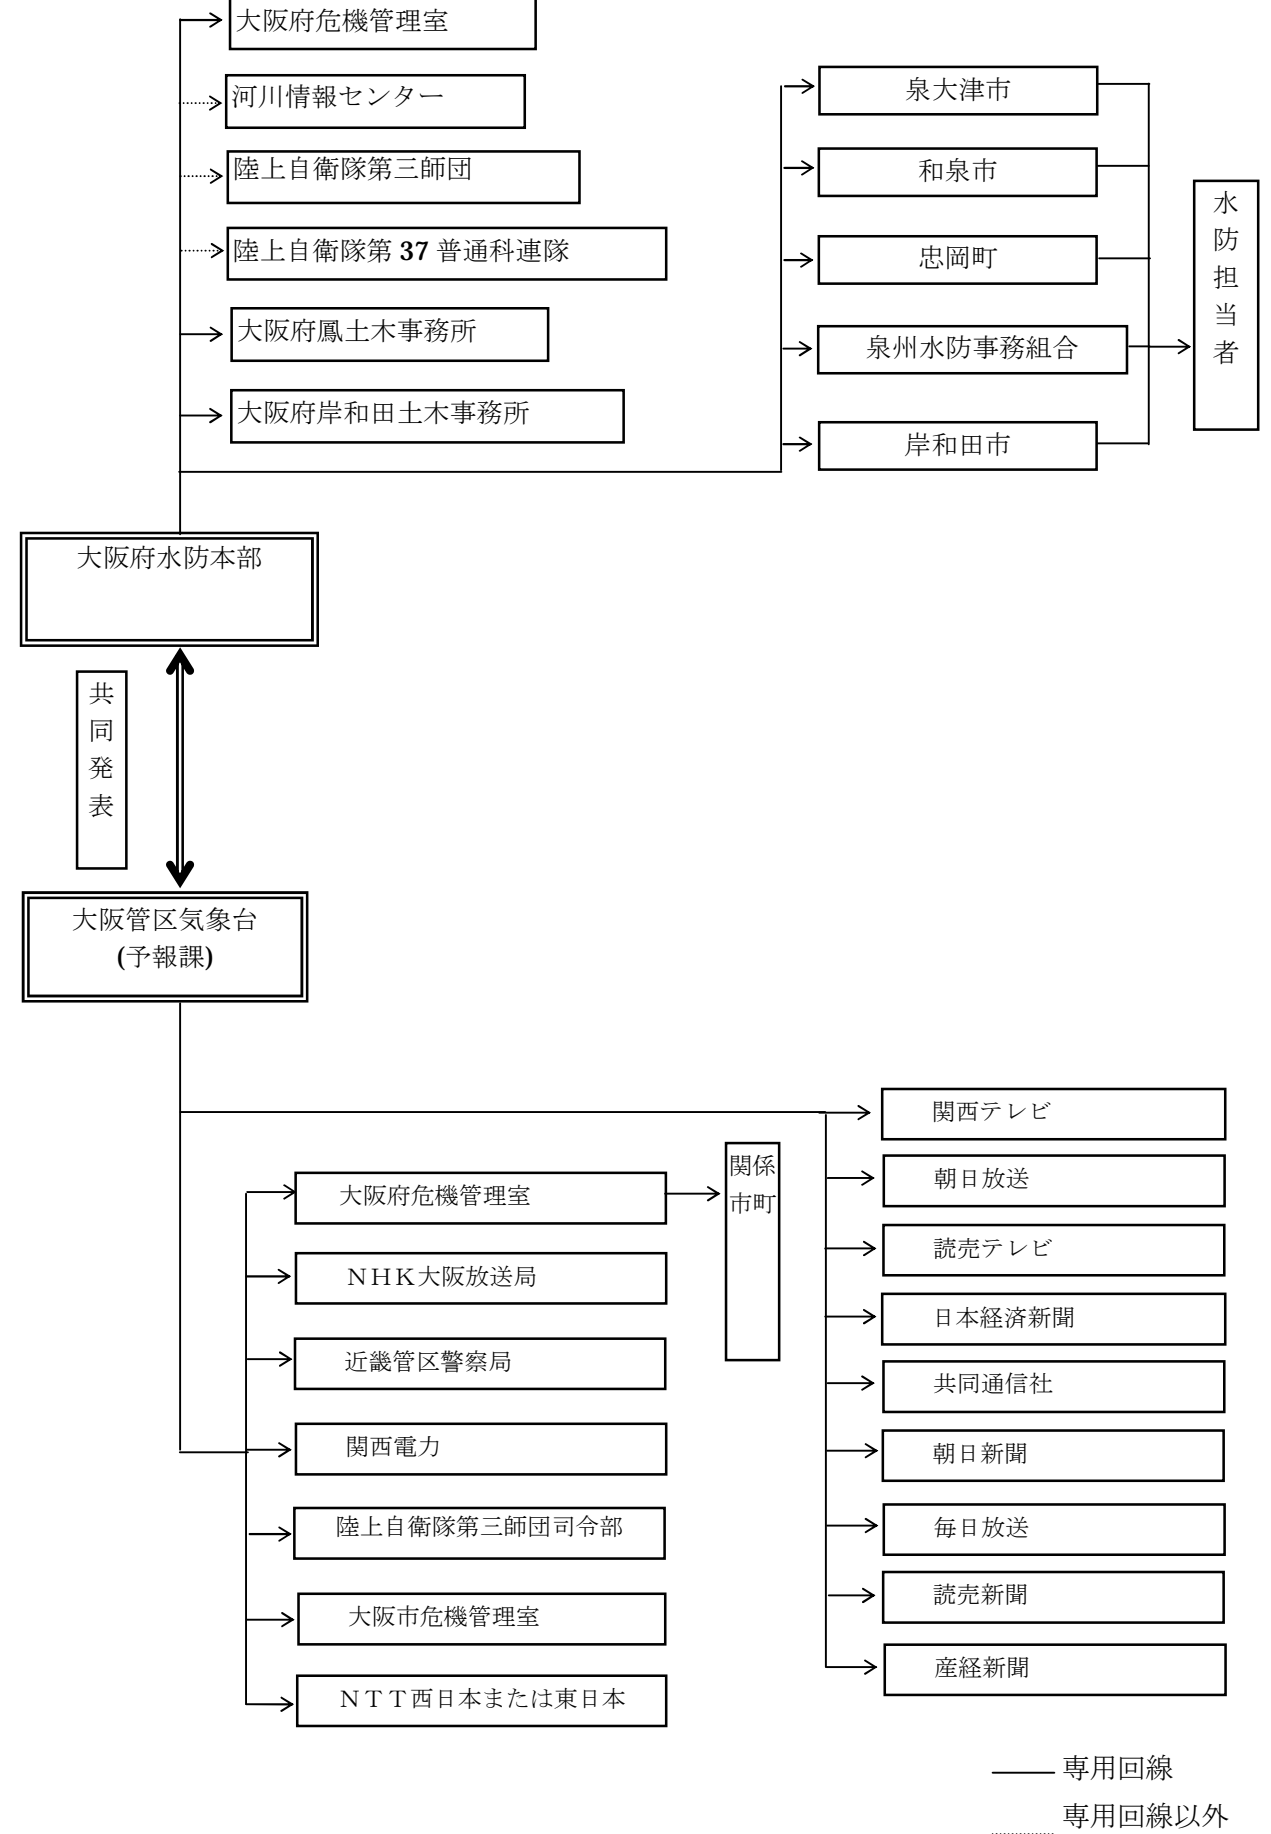 大阪府危機管理室
河川情報センター
陸上自衛隊第三師団
陸上自衛隊第 37 普通科連隊
大阪府鳳土木事務所
大阪府岸和田土木事務所
泉大津市
和泉市
忠岡町
泉州水防事務組合
岸和田市
水防担当者
大阪府水防本部
共同発表
大阪管区気象台
(予報課)
大阪府危機管理室
ＮＨＫ大阪放送局
近畿管区警察局
関西電力
陸上自衛隊第三師団司令部
大阪市危機管理室
ＮＴＴ西日本または東日本
関係
市町
関西テレビ
朝日放送
読売テレビ
日本経済新聞
共同通信社
朝日新聞
毎日放送
読売新聞
産経新聞
専用回線
専用回線以外